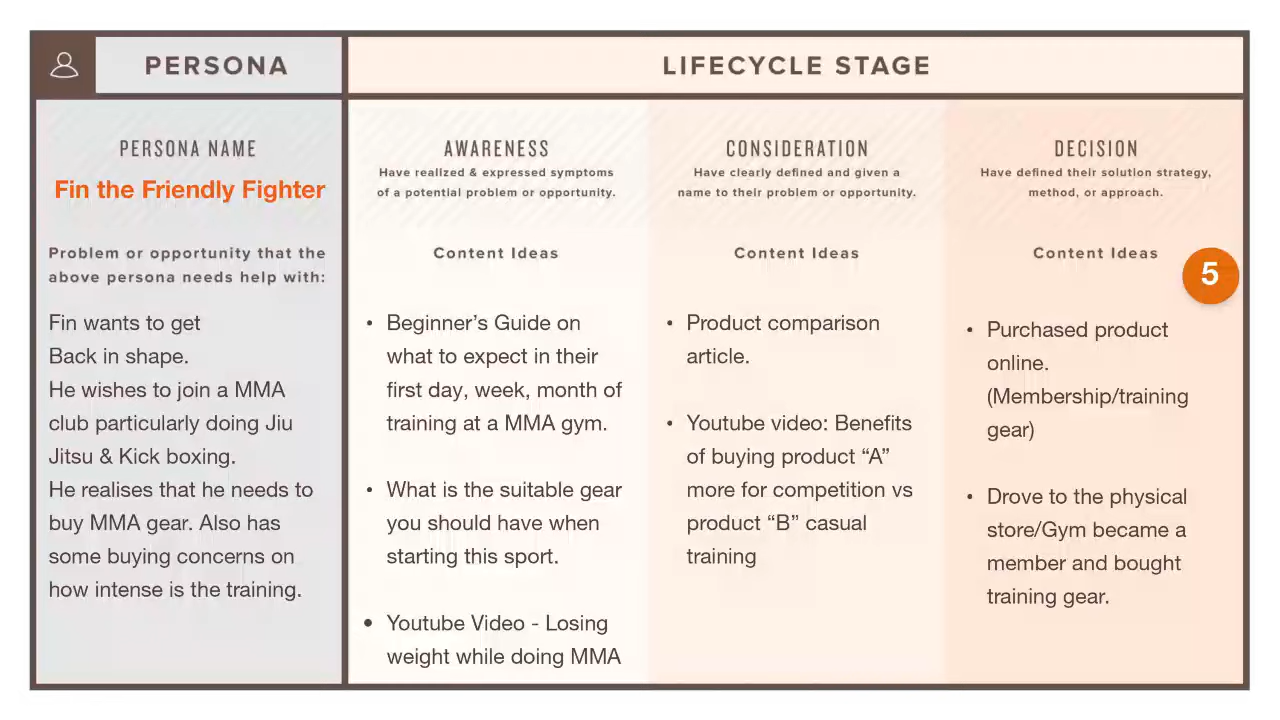 PERSONA
LIFECYCLE STAGE
PERSONA NAME
Fin the Friendly Fighter
Problem or opportunity that the
above persona needs help with:
Fin wants to get
Back in shape.
He wishes to join a MMA
club particularly doing Jiu
Jitsu & Kick boxing.
He realises that he needs to
buy MMA gear. Also has
some buying concerns on
how intense is the training.
AWARENESS
Have realized & expressed symptoms
of a potential problem or opportunity.
Content Ideas
• Beginner’s Guide on
what to expect in their
first day, week, month of
training at a MMA gym.
• What is the suitable gear
you should have when
starting this sport.
• Youtube Video - Losing
weight while doing MMA
CONSIDERATION
Have clearly defined and given a
name to their problem or opportunity.
Content Ideas
• Product comparison
article.
• Youtube video: Benefits
of buying product “A”
more for competition vs
product “B” casual
training
DECISION
Have defined their solution strategy,
method, or approach.
Content Ideas
5
• Purchased product
online.
(Membership/training
gear)
• Drove to the physical
store/Gym became a
member and bought
training gear.